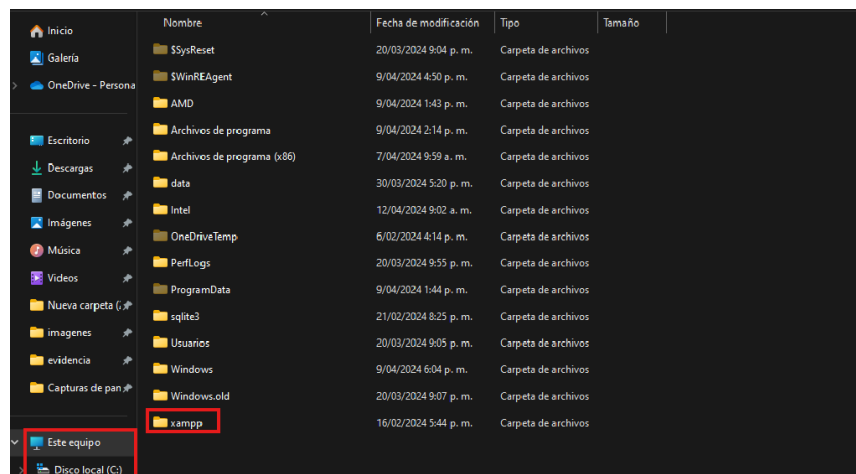 Inicio
Galería
OneDrive - Persona
Escritorio
Descargas
Documentos
Imágenes
Música
Videos
Nueva carpeta (
imagenes
evidencia
Capturas de pan
Este equipo
Disco local (C:)
Nombre Fecha de modificación Tipo Tamaño
$SysReset 20/03/2024 9:04 p. m. Carpeta de archivos
$WinREAgent 9/04/2024 4:50 p. m. Carpeta de archivos
AMD 9/04/2024 1:43 p. m. Carpeta de archivos
Archivos de programa 9/04/2024 2:14 p. m. Carpeta de archivos
Archivos de programa (x86) 7/04/2024 9:59 a. m. Carpeta de archivos
data 30/03/2024 5:20 p. m. Carpeta de archivos
Intel 12/04/2024 9:02 a. m. Carpeta de archivos
OneDriveTemp 6/02/2024 4:14 p. m. Carpeta de archivos
PerfLogs 20/03/2024 9:55 p. m. Carpeta de archivos
ProgramData 9/04/2024 1:44 p. m. Carpeta de archivos
sqlite3 21/02/2024 8:25 p. m. Carpeta de archivos
Usuarios 20/03/2024 9:05 p. m. Carpeta de archivos
Windows 9/04/2024 6:04 p. m. Carpeta de archivos
Windows.old 20/03/2024 9:07 p. m. Carpeta de archivos
xampp 16/02/2024 5:44 p. m. Carpeta de archivos